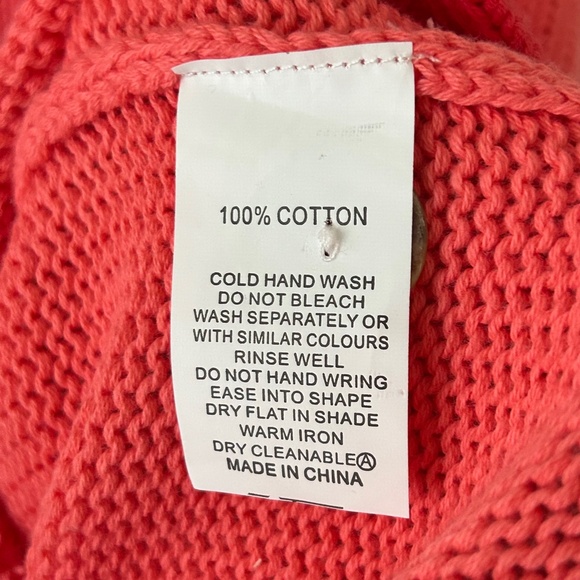 100% COTTON
COLD HAND WASH
DO NOT BLEACH
WASH SEPARATELY OR
WITH SIMILAR COLOURS
RINSE WELL
DO NOT HAND WRING
EASE INTO SHAPE
DRY FLAT IN SHADE
WARM IRON
DRY CLEANABLE Ⓐ
MADE IN CHINA